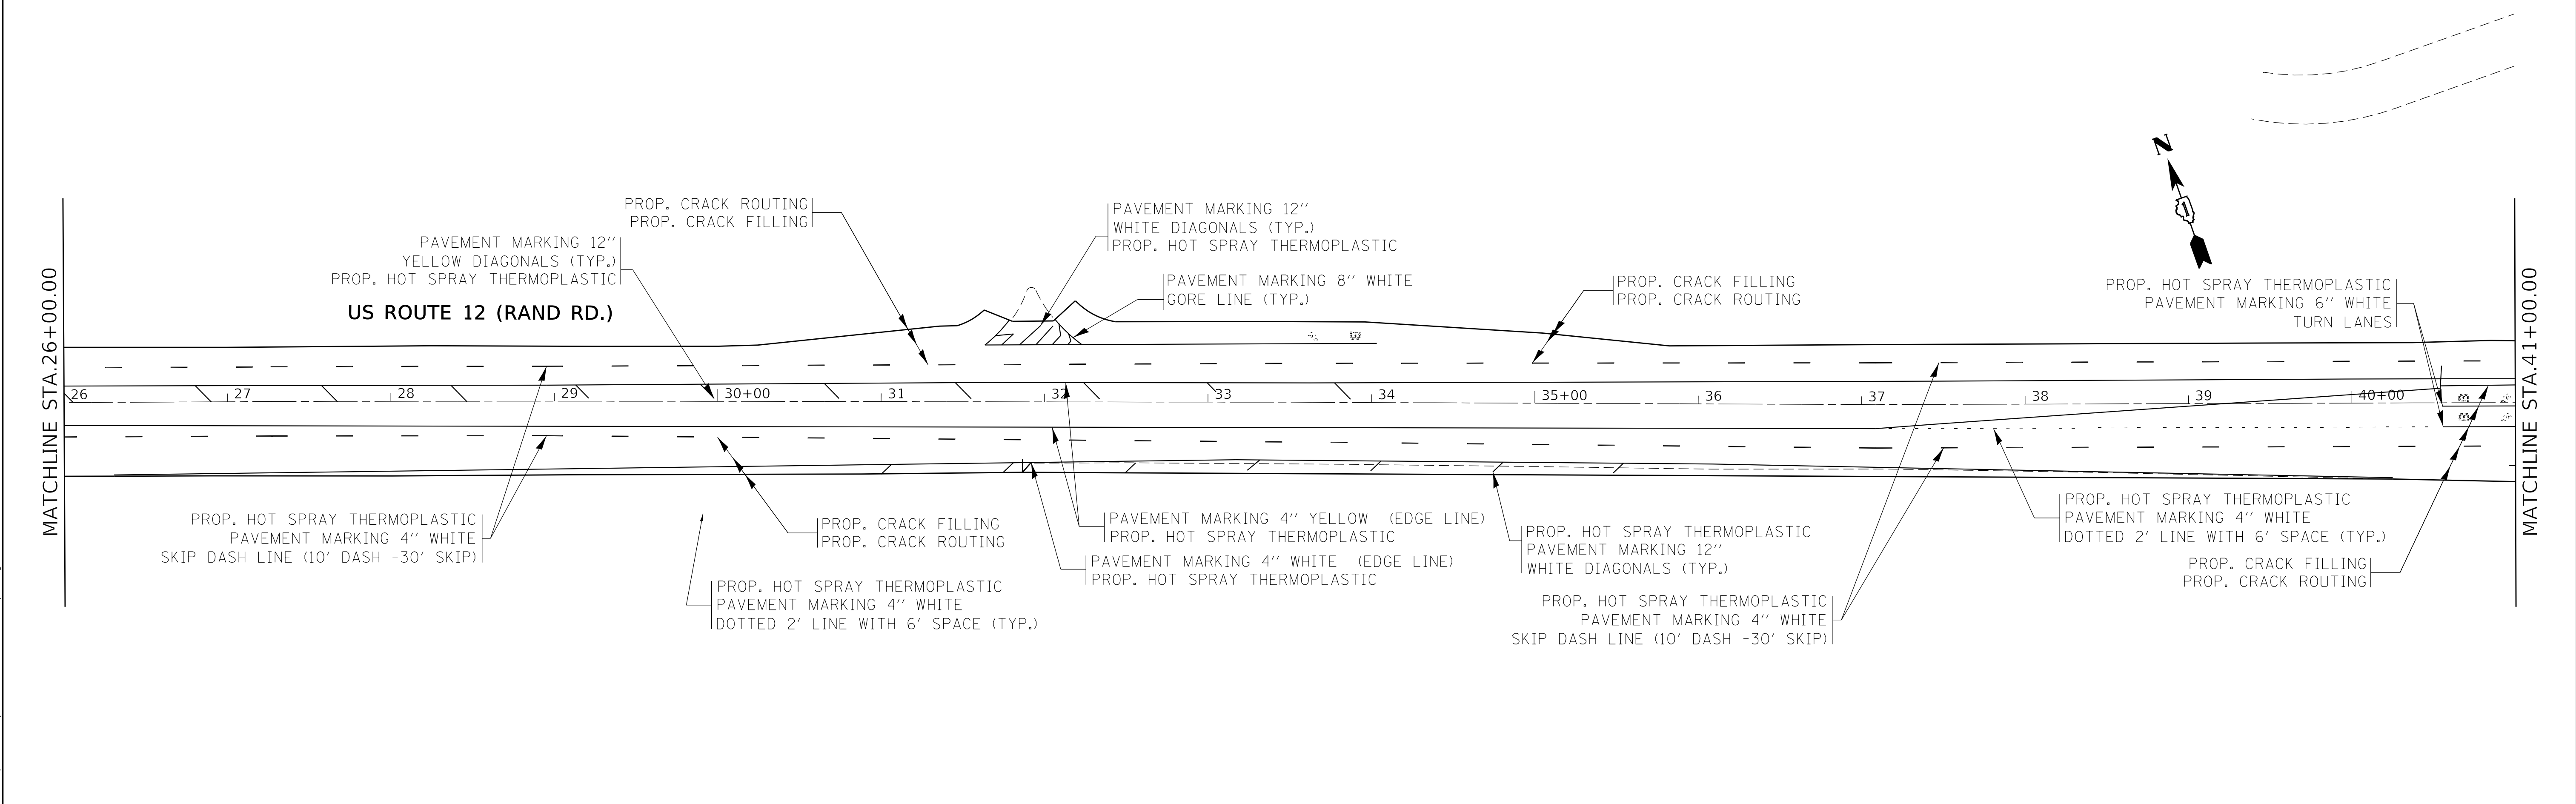 MATCHLINE STA.26+00.00
PROP. CRACK ROUTING
PROP. CRACK FILLING
PAVEMENT MARKING 12"
YELLOW DIAGONALS (TYP.)
PROP. HOT SPRAY THERMOPLASTIC
US ROUTE 12 (RAND RD.)
PAVEMENT MARKING 12"
WHITE DIAGONALS (TYP.)
PROP. HOT SPRAY THERMOPLASTIC
PAVEMENT MARKING 8" WHITE
GORE LINE (TYP.)
PROP. CRACK FILLING
PROP. CRACK ROUTING
N
PROP. HOT SPRAY THERMOPLASTIC
PAVEMENT MARKING 6" WHITE
TURN LANES
MATCHLINE STA.41+00.00
26 27 28 29 30+00 31 32 33 34 35+00 36 37 38 39 40+00
PROP. HOT SPRAY THERMOPLASTIC
PAVEMENT MARKING 4" WHITE
SKIP DASH LINE (10' DASH -30' SKIP)
PROP. CRACK FILLING
PROP. CRACK ROUTING
PROP. HOT SPRAY THERMOPLASTIC
PAVEMENT MARKING 4" WHITE
DOTTED 2' LINE WITH 6' SPACE (TYP.)
PAVEMENT MARKING 4" YELLOW (EDGE LINE)
PROP. HOT SPRAY THERMOPLASTIC
PAVEMENT MARKING 4" WHITE (EDGE LINE)
PROP. HOT SPRAY THERMOPLASTIC
PROP. HOT SPRAY THERMOPLASTIC
PAVEMENT MARKING 12"
WHITE DIAGONALS (TYP.)
PROP. HOT SPRAY THERMOPLASTIC
PAVEMENT MARKING 4" WHITE
SKIP DASH LINE (10' DASH -30' SKIP)
PROP. HOT SPRAY THERMOPLASTIC
PAVEMENT MARKING 4" WHITE
DOTTED 2' LINE WITH 6' SPACE (TYP.)
PROP. CRACK FILLING
PROP. CRACK ROUTING